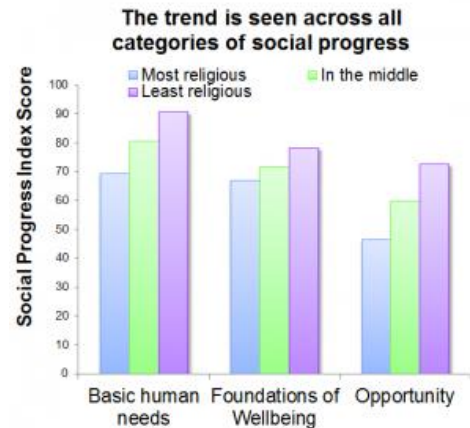 The trend is seen across all
categories of social progress
Most religious
In the middle
Least religious
Social Progress Index Score
100
90
80
70
60
50
40
30
20
10
0
Basic human
needs
Foundations of
Wellbeing
Opportunity